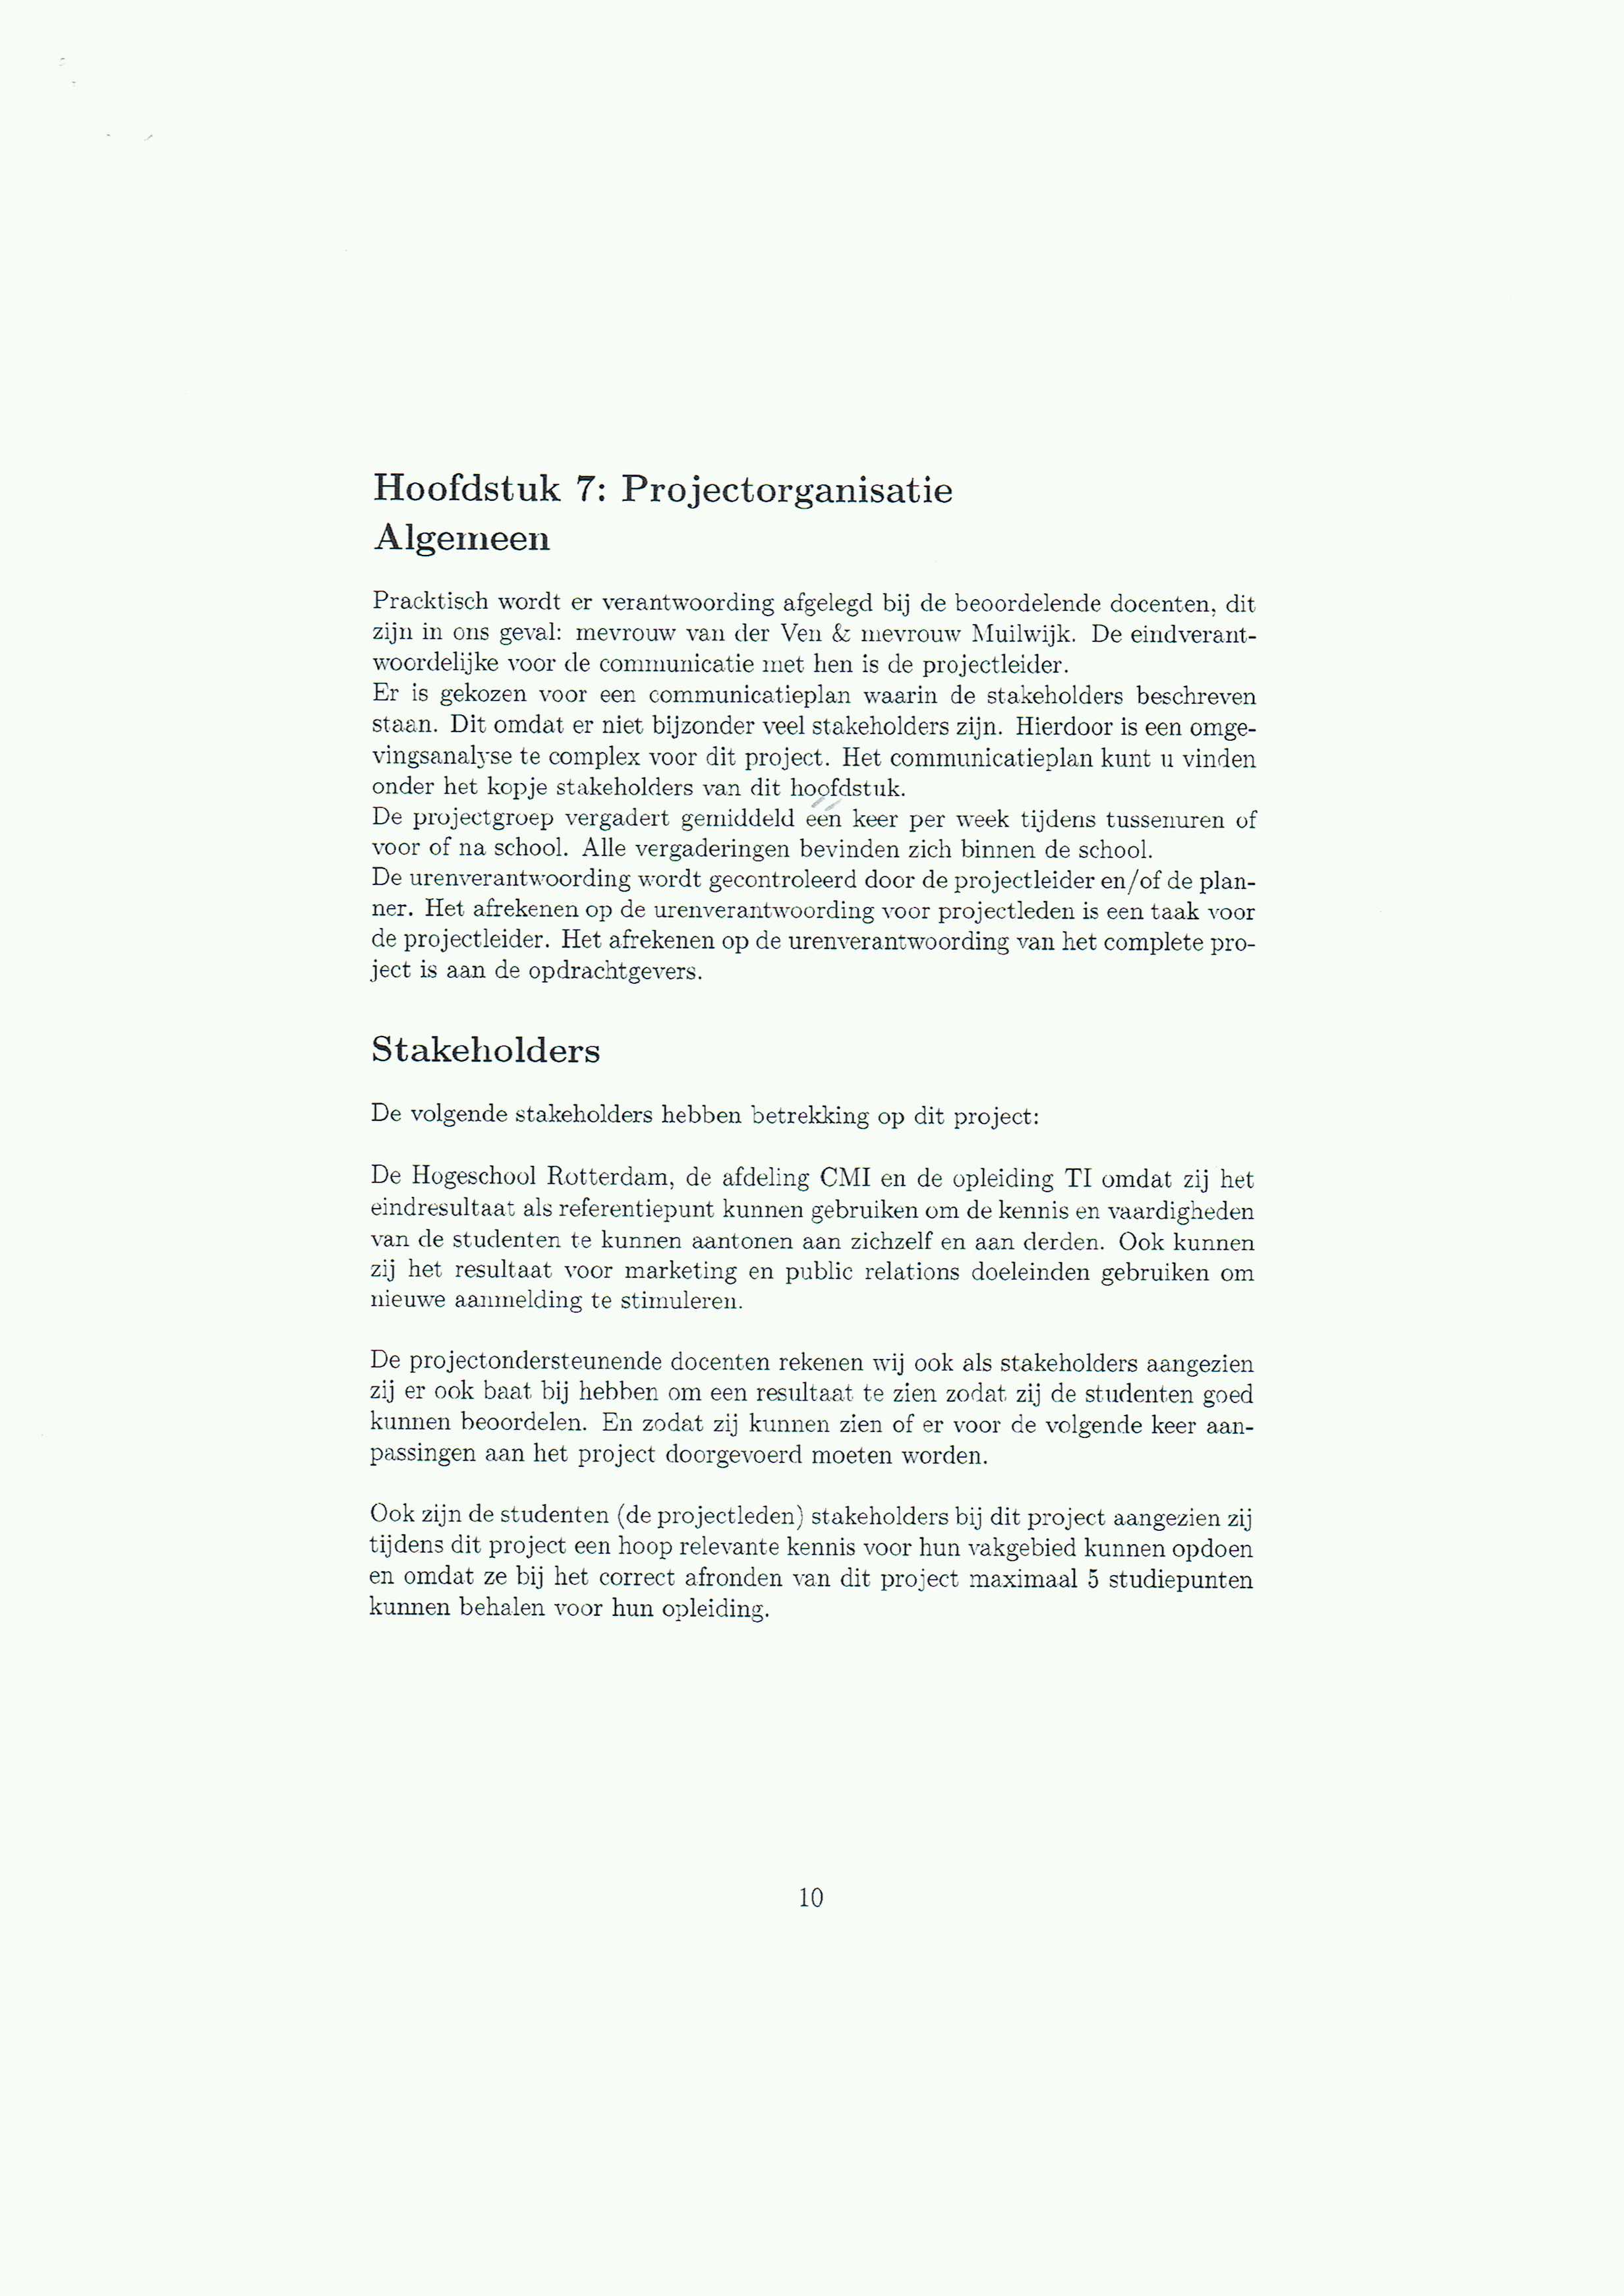 Hoofdstuk 7: Projectorganisatie
Algemeen
Pracktisch wordt er verantwoording afgelegd bij de beoordelende docenten, dit
zijn in ons geval: mevrouw van der Ven & mevrouw Muilwijk. De eindverant-
woordelijke voor de communicatie met hen is de projectleider.
Er is gekozen voor een communicatieplan waarin de stakeholders beschreven
staan. Dit omdat er niet bijzonder veel stakeholders zijn. Hierdoor is een omge-
vingsanalyse te complex voor dit project. Het communicatieplan kunt u vinden
onder het kopje stakeholders van dit hoofdstuk.
De projectgroep vergadert gemiddeld één keer per week tijdens tussenuren of
voor of na school. Alle vergaderingen bevinden zich binnen de school.
De urenverantwoording wordt gecontroleerd door de projectleider en/of de plan-
ner. Het afrekenen op de urenverantwoording voor projectleden is een taak voor
de projectleider. Het afrekenen op de urenverantwoording van het complete pro-
ject is aan de opdrachtgevers.
Stakeholders
De volgende stakeholders hebben betrekking op dit project:
De Hogeschool Rotterdam, de afdeling CMI en de opleiding TI omdat zij het
eindresultaat als referentiepunt kunnen gebruiken om de kennis en vaardigheden
van de studenten te kunnen aantonen aan zichzelf en aan derden. Ook kunnen
zij het resultaat voor marketing en public relations doeleinden gebruiken om
nieuwe aanmelding te stimuleren.
De projectondersteunende docenten rekenen wij ook als stakeholders aangezien
zij er ook baat bij hebben om een resultaat te zien zodat zij de studenten goed
kunnen beoordelen. En zodat zij kunnen zien of er voor de volgende keer aan-
passingen aan het project doorgevoerd moeten worden.
Ook zijn de studenten (de projectleden) stakeholders bij dit project aangezien zij
tijdens dit project een hoop relevante kennis voor hun vakgebied kunnen opdoen
en omdat ze bij het correct afronden van dit project maximaal 5 studiepunten
kunnen behalen voor hun opleiding.
10